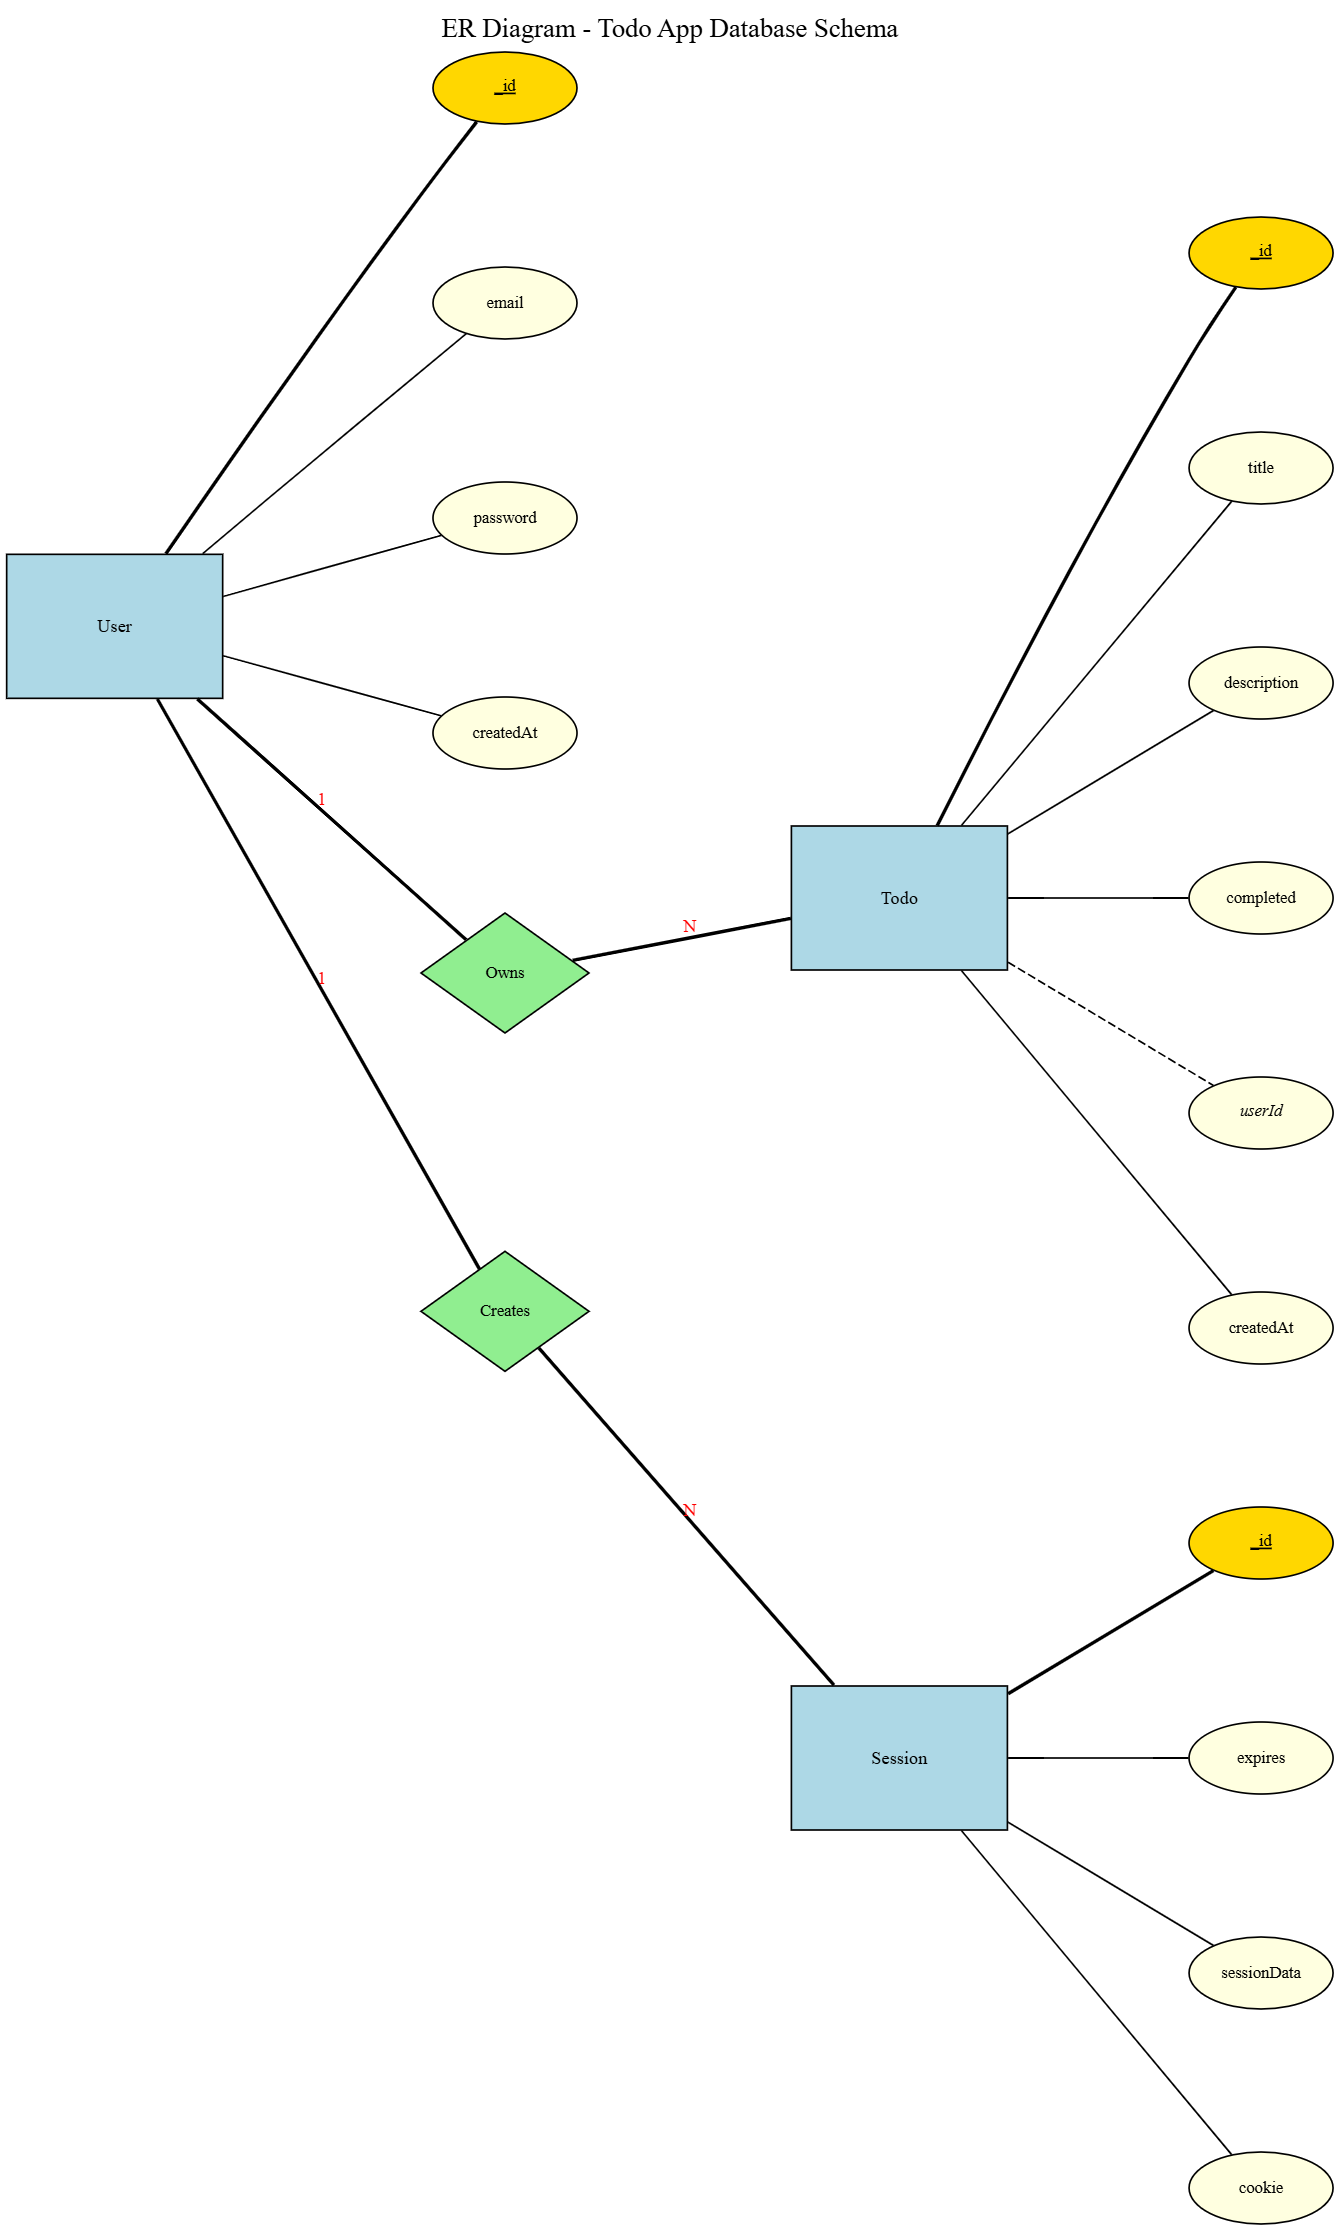 ER Diagram - Todo App Database Schema
_id
email
password
createdAt
User
1
1
Owns
N
Creates
N
_id
title
description
completed
userId
createdAt
Todo
_id
expires
sessionData
cookie
Session